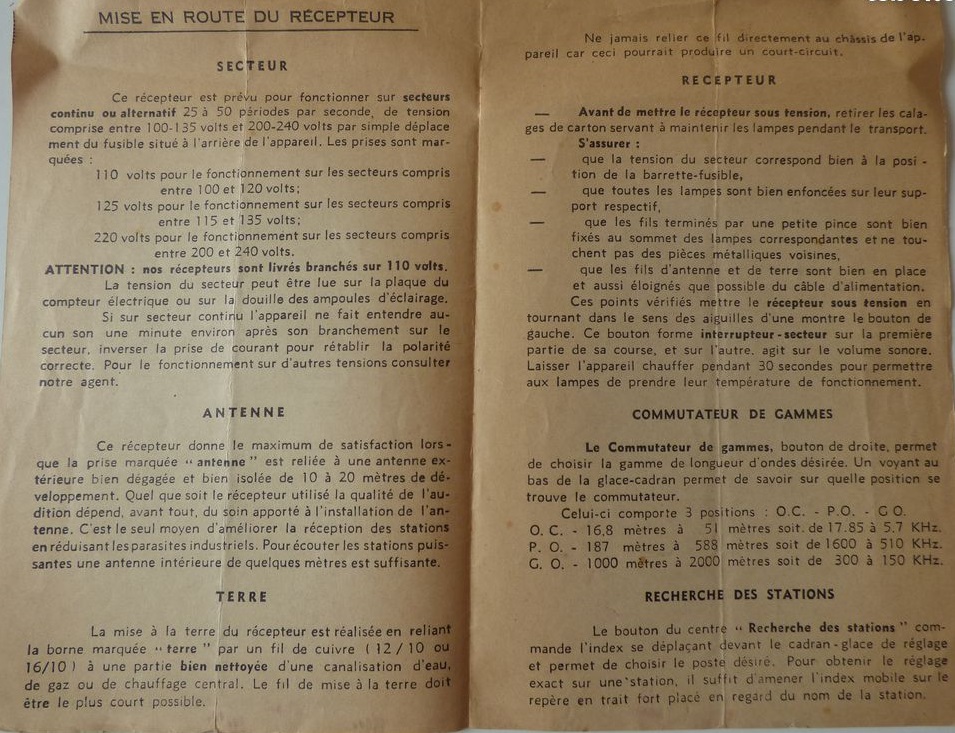 MISE EN ROUTE DU RÉCEPTEUR
SECTEUR
Ce récepteur est prévu pour fonctionner sur secteurs
continu ou alternatif 25 à 50 périodes par seconde, de tension
comprise entre 100-135 volts et 200-240 volts par simple déplace
ment du fusible situé à l'arrière de l'appareil. Les prises sont mar-
quées :
110 volts pour le fonctionnement sur les secteurs compris
entre 100 et 120 volts;
125 volts pour le fonctionnement sur les secteurs compris
entre 115 et 135 volts;
220 volts pour le fonctionnement sur les secteurs compris
entre 200 et 240 volts.
ATTENTION : nos récepteurs sont livrés branchés sur 110 volts.
La tension du secteur peut être lue sur la plaque du
compteur électrique ou sur la douille des ampoules d'éclairage.
Si sur secteur continu l'appareil ne fait entendre au-
cun son une minute environ après son branchement sur le
secteur, inverser la prise de courant pour rétablir la polarité
correcte. Pour le fonctionnement sur d'autres tensions consulter
notre agent.
ANTENNE
Ce récepteur donne le maximum de satisfaction lors-
que la prise marquée "antenne" est reliée à une antenne ex-
térieure bien dégagée et bien isolée de 10 à 20 mètres de dé-
veloppement. Quel que soit le récepteur utilisé la qualité de l'au-
dition dépend, avant tout, du soin apporté à l'installation de l'an-
tenne. C'est le seul moyen d'améliorer la réception des stations
en réduisant les parasites industriels. Pour écouter les stations puis-
santes une antenne intérieure de quelques mètres est suffisante.
TERRE
La mise à la terre du récepteur est réalisée en reliant
la borne marquée "terre" par un fil de cuivre (12/10 ou
16/10) à une partie bien nettoyée d'une canalisation d'eau,
de gaz ou de chauffage central. Le fil de mise à la terre doit
être le plus court possible.
Ne jamais relier ce fil directement au châssis de l'ap-
pareil car ceci pourrait produire un court-circuit.
RECEPTEUR
— Avant de mettre le récepteur sous tension, retirer les cala-
ges de carton servant à maintenir les lampes pendant le transport.
S'assurer :
— que la tension du secteur correspond bien à la posi-
tion de la barrette-fusible,
— que toutes les lampes sont bien enfoncées sur leur sup-
port respectif,
— que les fils terminés par une petite pince sont bien
fixés au sommet des lampes correspondantes et ne tou-
chent pas des pièces métalliques voisines,
— que les fils d'antenne et de terre sont bien en place
et aussi éloignés que possible du câble d'alimentation.
Ces points vérifiés mettre le récepteur sous tension en
tournant dans le sens des aiguilles d'une montre le bouton de
gauche. Ce bouton forme interrupteur-secteur sur la première
partie de sa course, et sur l'autre, agit sur le volume sonore.
Laisser l'appareil chauffer pendant 30 secondes pour permettre
aux lampes de prendre leur température de fonctionnement.
COMMUTATEUR DE GAMMES
Le Commutateur de gammes, bouton de droite, permet
de choisir la gamme de longueur d'ondes désirée. Un voyant au
bas de la glace-cadran permet de savoir sur quelle position se
trouve le commutateur.
Celui-ci comporte 3 positions : O.C. - P.O. - G O.
O. C. - 16,8 mètres à 51 mètres soit. de 17.85 à 5.7 KHz.
P. O. - 187 mètres à 588 mètres soit de 1600 à 510 KHz.
G. O. - 1000 mètres à 2000 mètres soit de 300 à 150 KHz.
RECHERCHE DES STATIONS
Le bouton du centre "Recherche des stations" com-
mande l'index se déplaçant devant le cadran-glace de réglage
et permet de choisir le poste désiré. Pour obtenir le réglage
exact sur une station, il suffit d'amener l'index mobile sur le
repère en trait fort placé en regard du nom de la station.